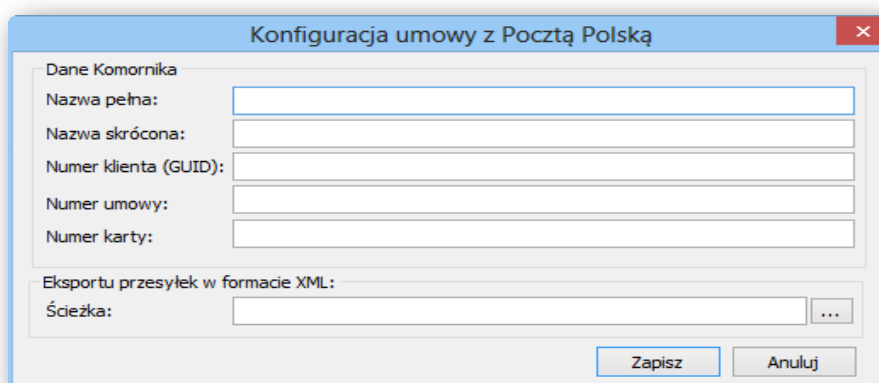 Konfiguracja umowy z Pocztą Polską
Dane Komornika
Nazwa pełna:
Nazwa skrócona:
Numer klienta (GUID):
Numer umowy:
Numer karty:
Eksportu przesyłek w formacie XML:
Ścieżka:
...
Zapisz Anuluj